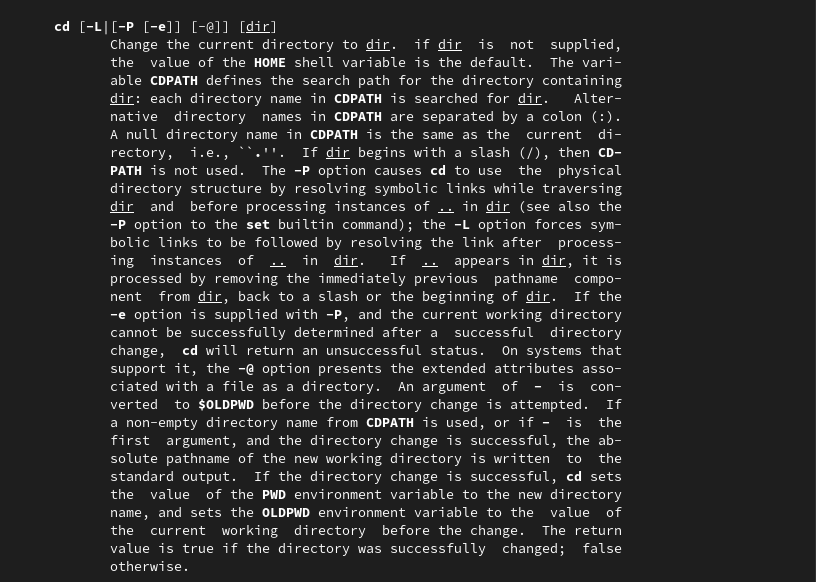 cd [-L|[-P [-e]] [-@]] [dir]
Change the current directory to dir.  if dir  is  not  supplied,
the  value of the HOME shell variable is the default.  The vari-
able CDPATH defines the search path for the directory containing
dir: each directory name in CDPATH is searched for dir.   Alter-
native  directory  names in CDPATH are separated by a colon (:).
A null directory name in CDPATH is the same as the  current  di-
rectory,  i.e., ``.''.  If dir begins with a slash (/), then CD-
PATH is not used.  The -P option causes cd to use  the  physical
directory structure by resolving symbolic links while traversing
dir  and  before processing instances of .. in dir (see also the
-P option to the set builtin command); the -L option forces sym-
bolic links to be followed by resolving the link after  process-
ing  instances  of  ..  in  dir.   If  ..  appears in dir, it is
processed by removing the immediately previous  pathname  compo-
nent  from dir, back to a slash or the beginning of dir.  If the
-e option is supplied with -P, and the current working directory
cannot be successfully determined after a  successful  directory
change,  cd will return an unsuccessful status.  On systems that
support it, the -@ option presents the extended attributes asso-
ciated with a file as a directory.  An argument  of  -  is  con-
verted  to $OLDPWD before the directory change is attempted.  If
a non-empty directory name from CDPATH is used, or if -  is  the
first  argument, and the directory change is successful, the ab-
solute pathname of the new working directory is written  to  the
standard output.  If the directory change is successful, cd sets
the  value  of the PWD environment variable to the new directory
name, and sets the OLDPWD environment variable to the  value  of
the  current  working  directory  before the change.  The return
value is true if the directory was successfully  changed;  false
otherwise.